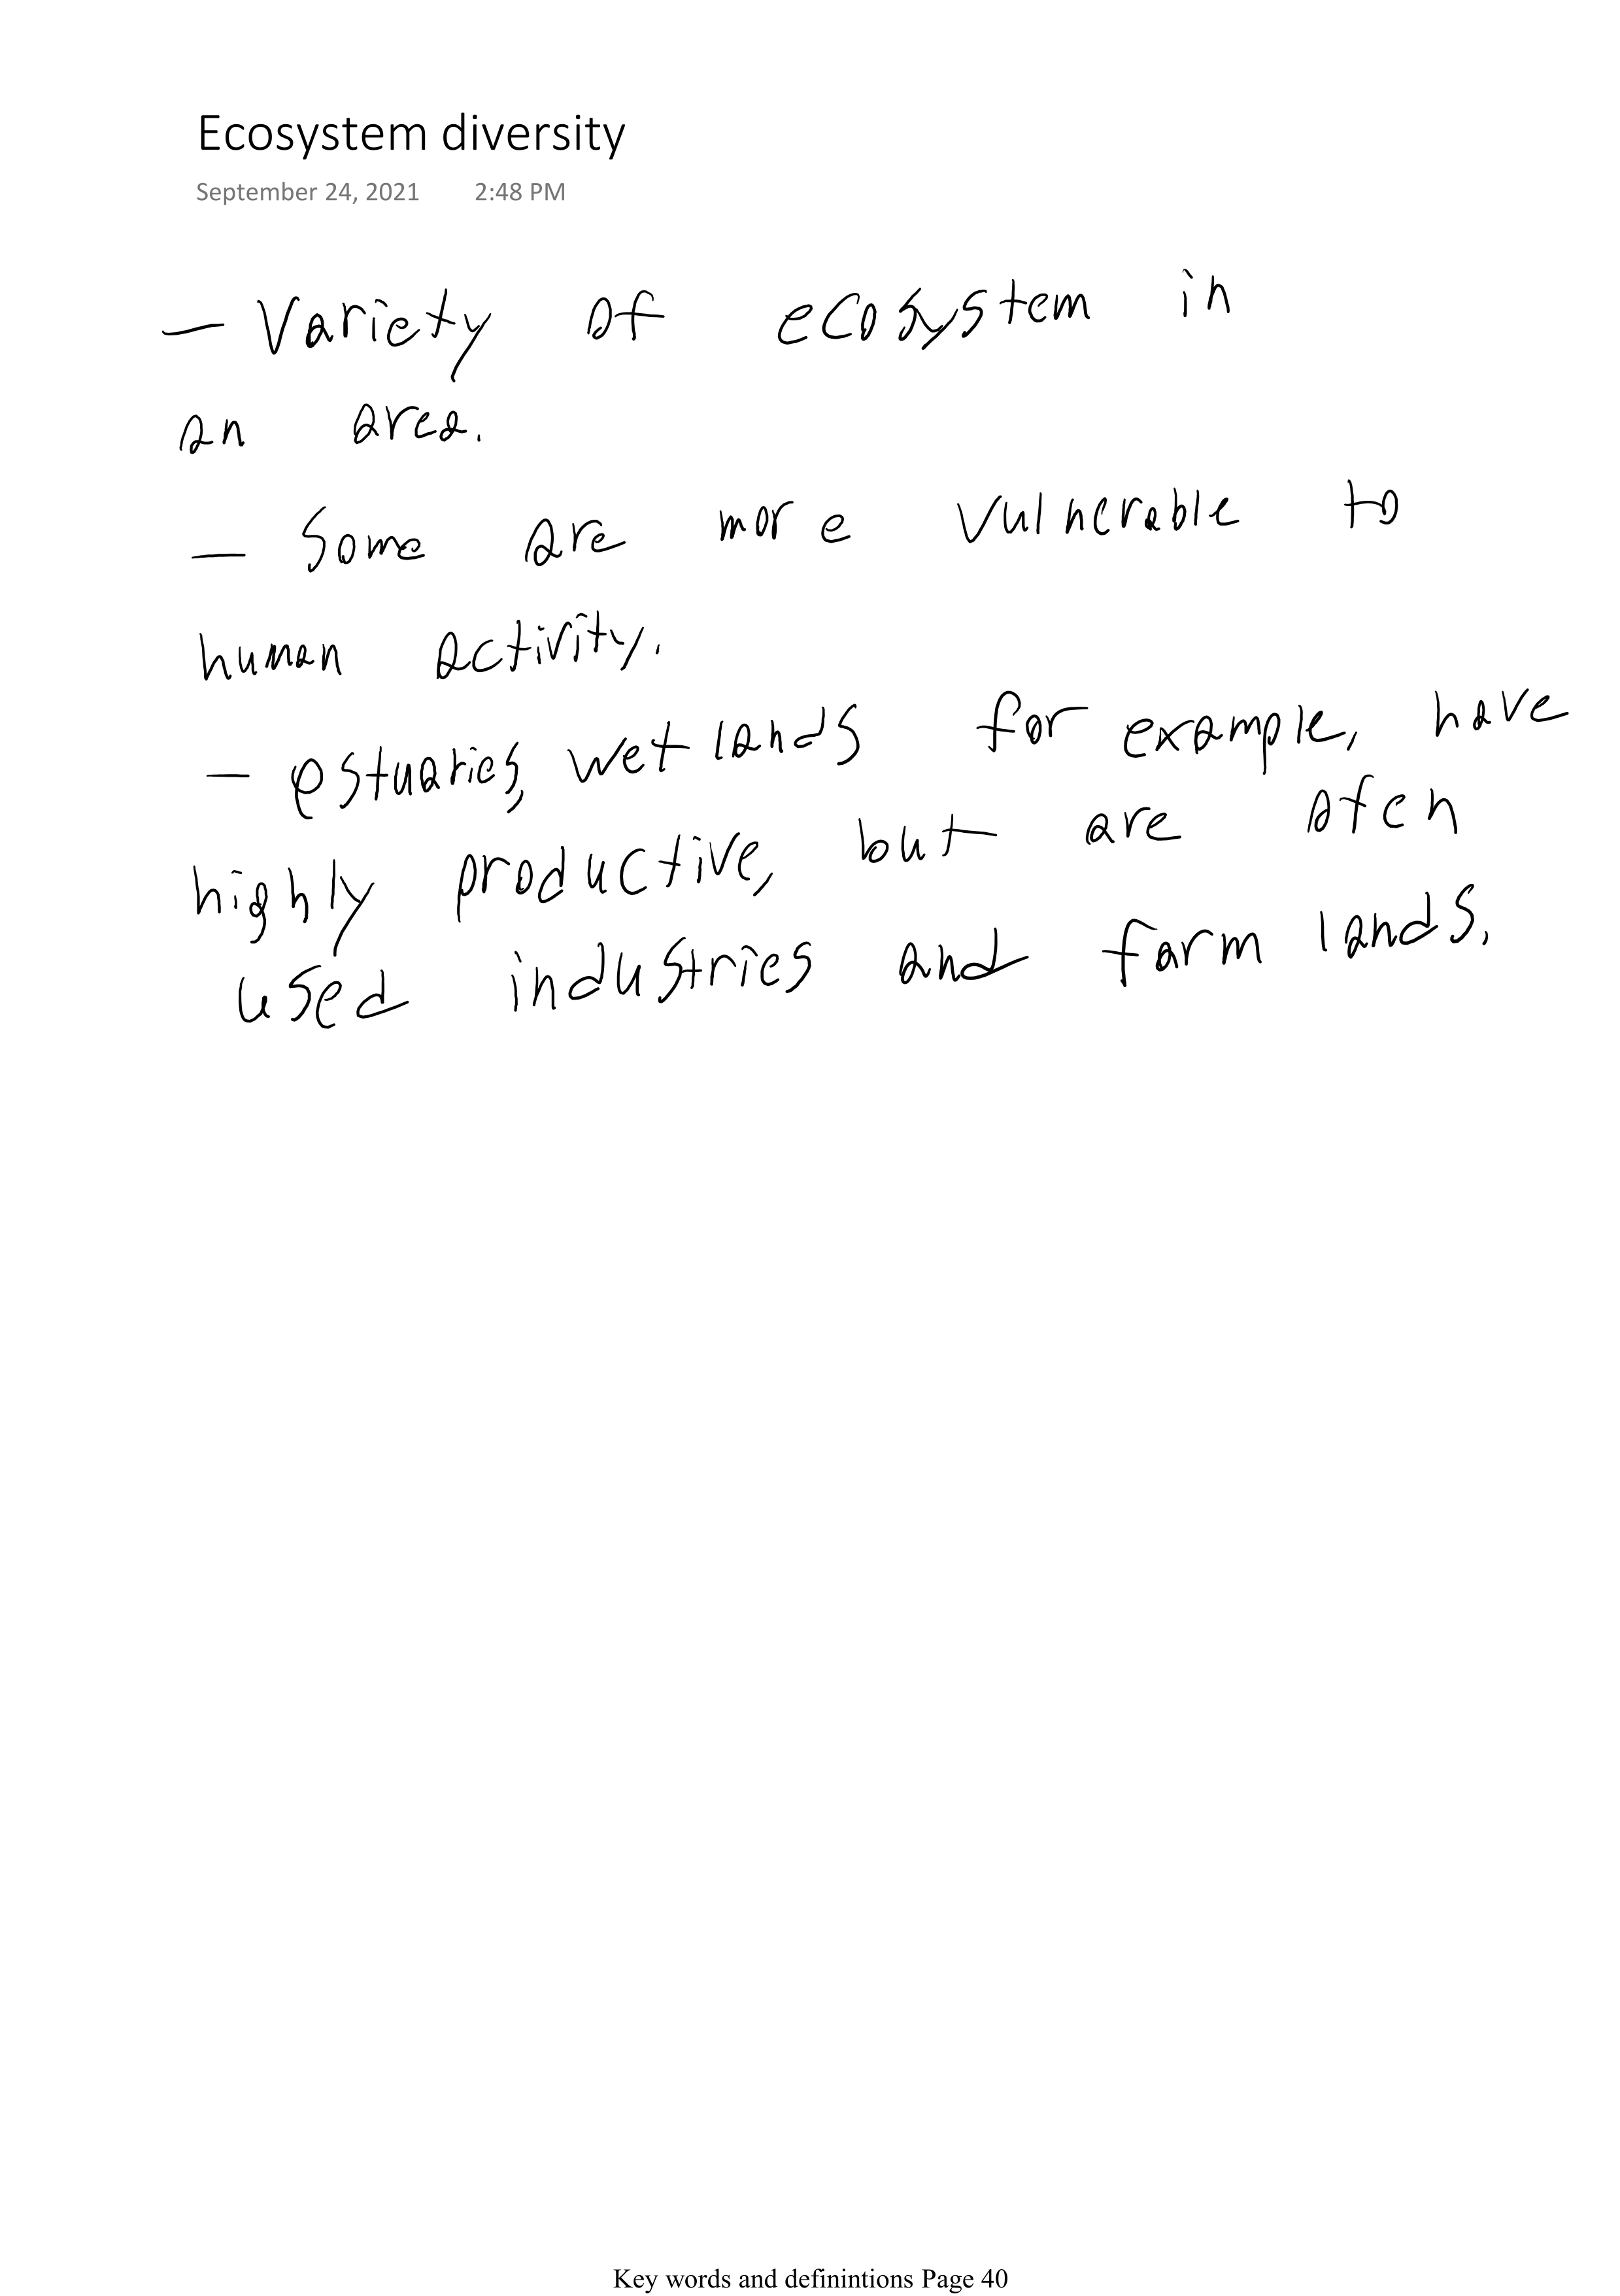 Ecosystem diversity
September 24, 2021 2:48 PM
— Variety of ecosystem in
an area.
— Some are more vulnerable to
human activity.
— estuaries, wetlands for example, have
highly productive, but are ofen
used industries and farm lands.
Key words and definintions Page 40